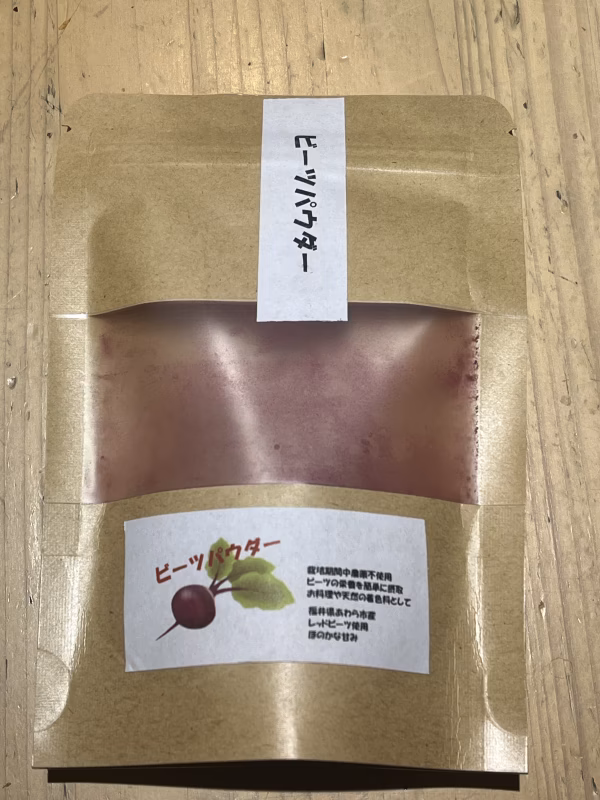 ビーツパウダー
ビーツパウダー
栽培期間中農薬不使用
ビーツの栄養を簡単に摂取
お料理や天然の着色料として
福井県あわら市産
レッドビーツ使用
ほのかな甘み